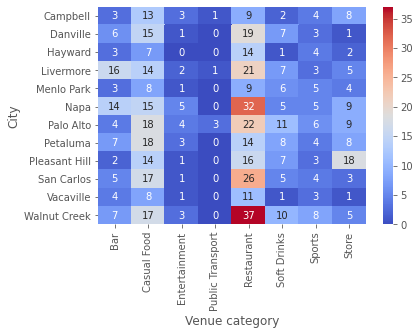 Campbell 3 13 3 1 9 2 4 8
Danville 6 15 1 0 19 7 3 1
Hayward 3 7 0 0 14 1 4 2
Livermore 16 14 2 1 21 7 3 5
Menlo Park 3 8 1 0 9 6 5 4
Napa 14 15 5 0 32 5 5 9
Palo Alto 4 18 4 3 22 11 6 9
Petaluma 7 18 3 0 14 8 4 8
Pleasant Hill 2 14 1 0 16 7 3 18
San Carlos 5 17 1 0 26 5 4 3
Vacaville 4 8 1 0 11 1 3 1
Walnut Creek 7 17 3 0 37 10 8 5
City
Bar Casual Food Entertainment Public Transport Restaurant Soft Drinks Sports Store
Venue category
35
30
25
20
15
10
5
0